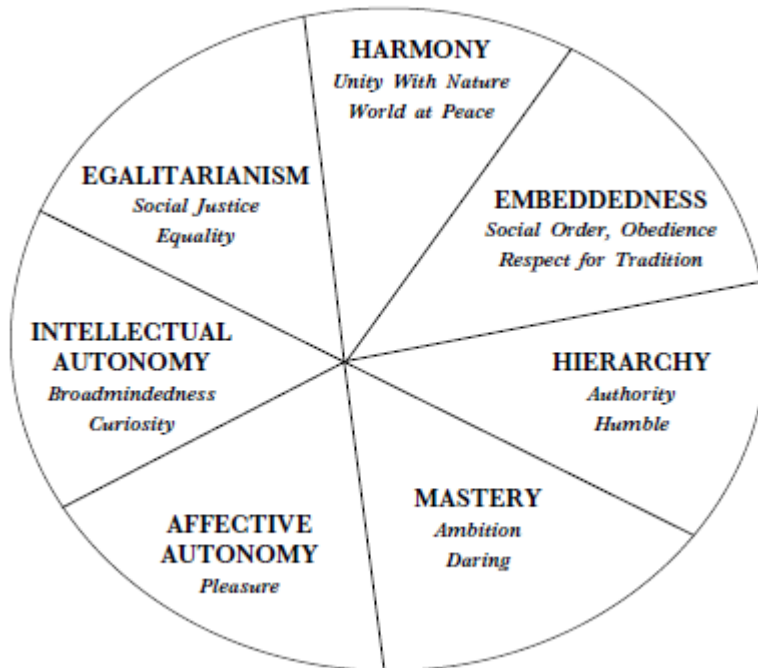 HARMONY
Unity With Nature
World at Peace
EGALITARIANISM
Social Justice
Equality
EMBEDDEDNESS
Social Order, Obedience
Respect for Tradition
INTELLECTUAL
AUTONOMY
Broadmindedness
Curiosity
HIERARCHY
Authority
Humble
AFFECTIVE
AUTONOMY
Pleasure
MASTERY
Ambition
Daring